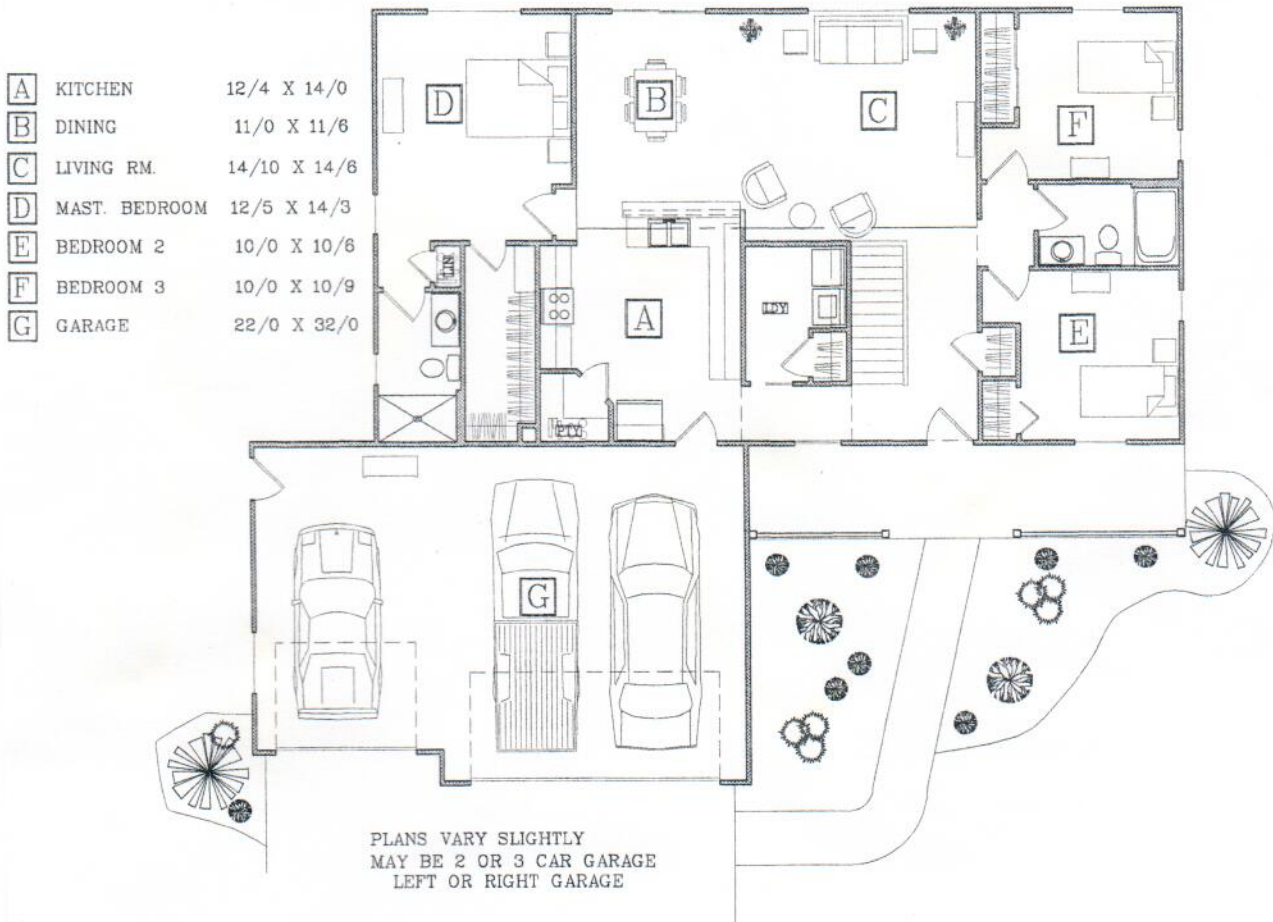 A KITCHEN 12/4 X 14/0
B DINING 11/0 X 11/6
C LIVING RM. 14/10 X 14/6
D MAST. BEDROOM 12/5 X 14/3
E BEDROOM 2 10/0 X 10/6
F BEDROOM 3 10/0 X 10/9
G GARAGE 22/0 X 32/0
D
B
C
F
LIN
A
LDY
E
PTY
G
PLANS VARY SLIGHTLY
MAY BE 2 OR 3 CAR GARAGE
LEFT OR RIGHT GARAGE